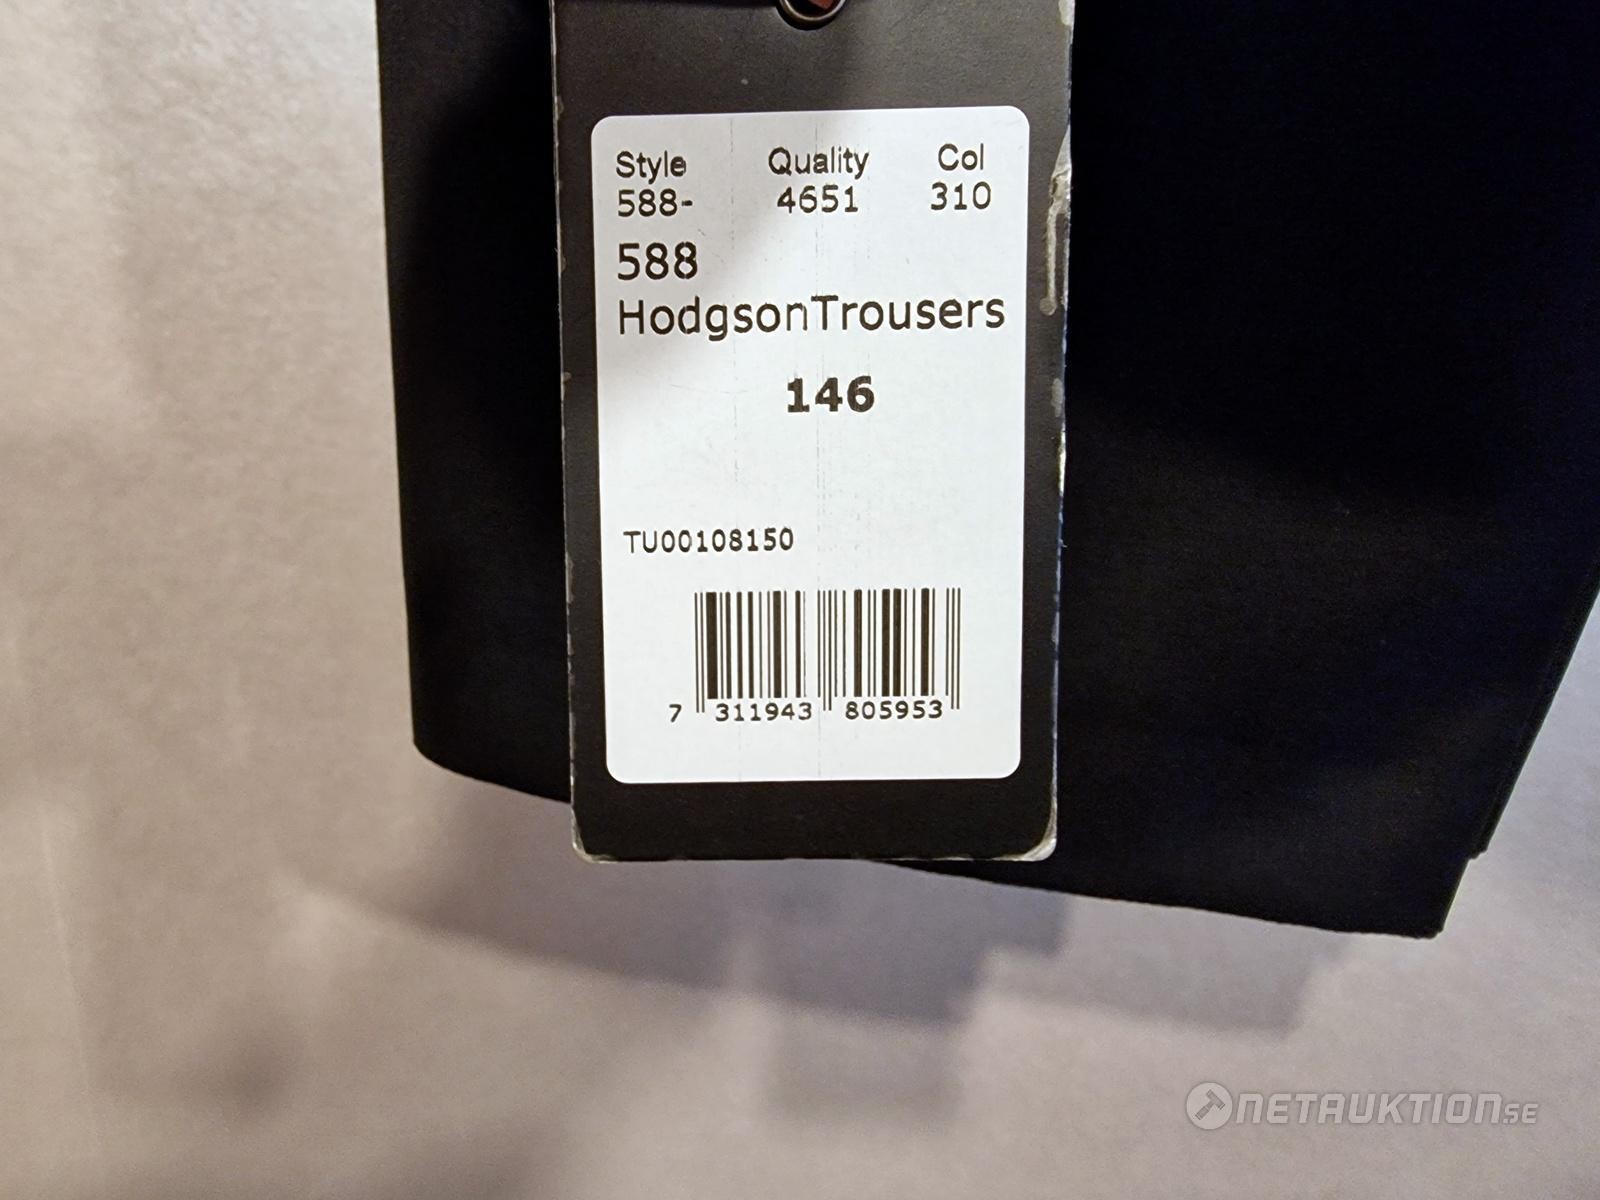 Style Quality Col
588- 4651 310
588
HodgsonTrousers
146
TU00108150
7 311943 805953
NETAUKTION.SE